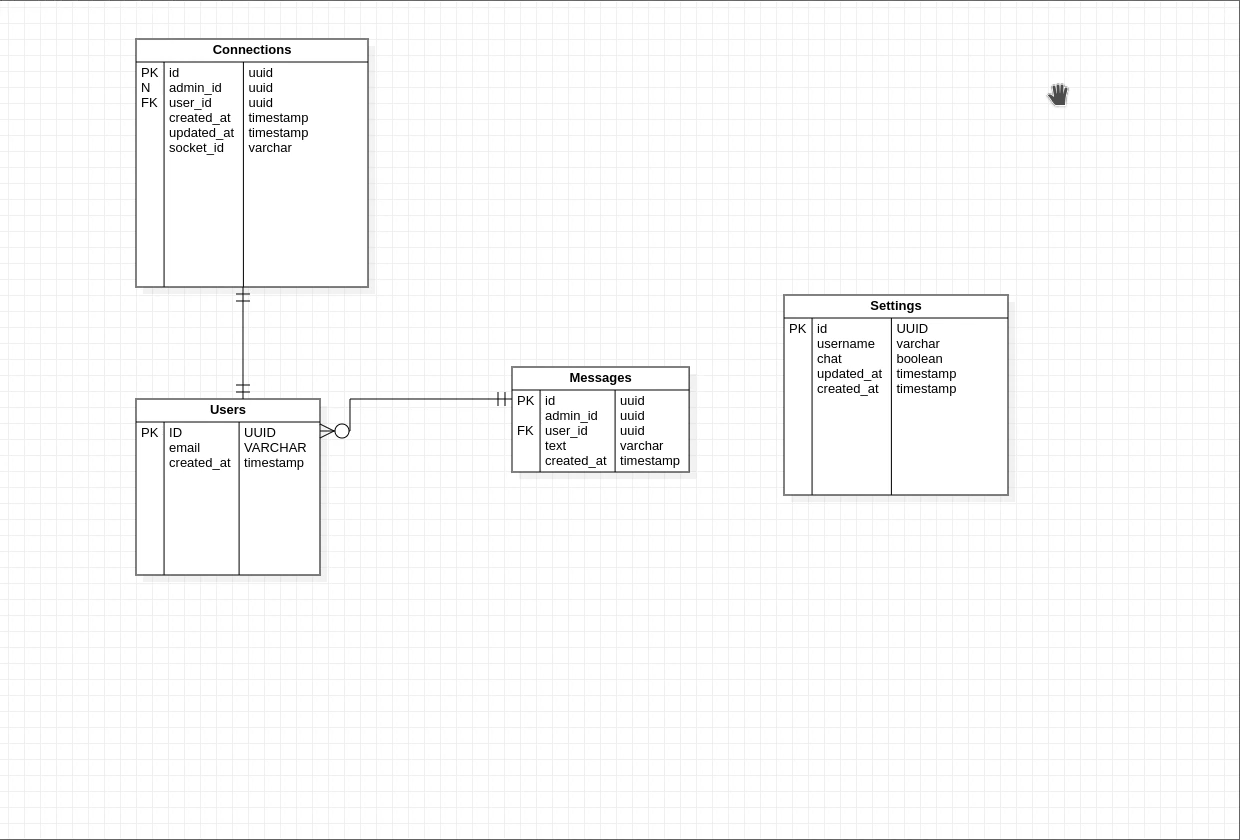 Connections
PK id uuid
N admin_id uuid
FK user_id uuid
created_at timestamp
updated_at timestamp
socket_id varchar
Settings
PK id UUID
username varchar
chat boolean
updated_at timestamp
created_at timestamp
Messages
PK id uuid
admin_id uuid
FK user_id uuid
text varchar
created_at timestamp
Users
PK ID UUID
email VARCHAR
created_at timestamp